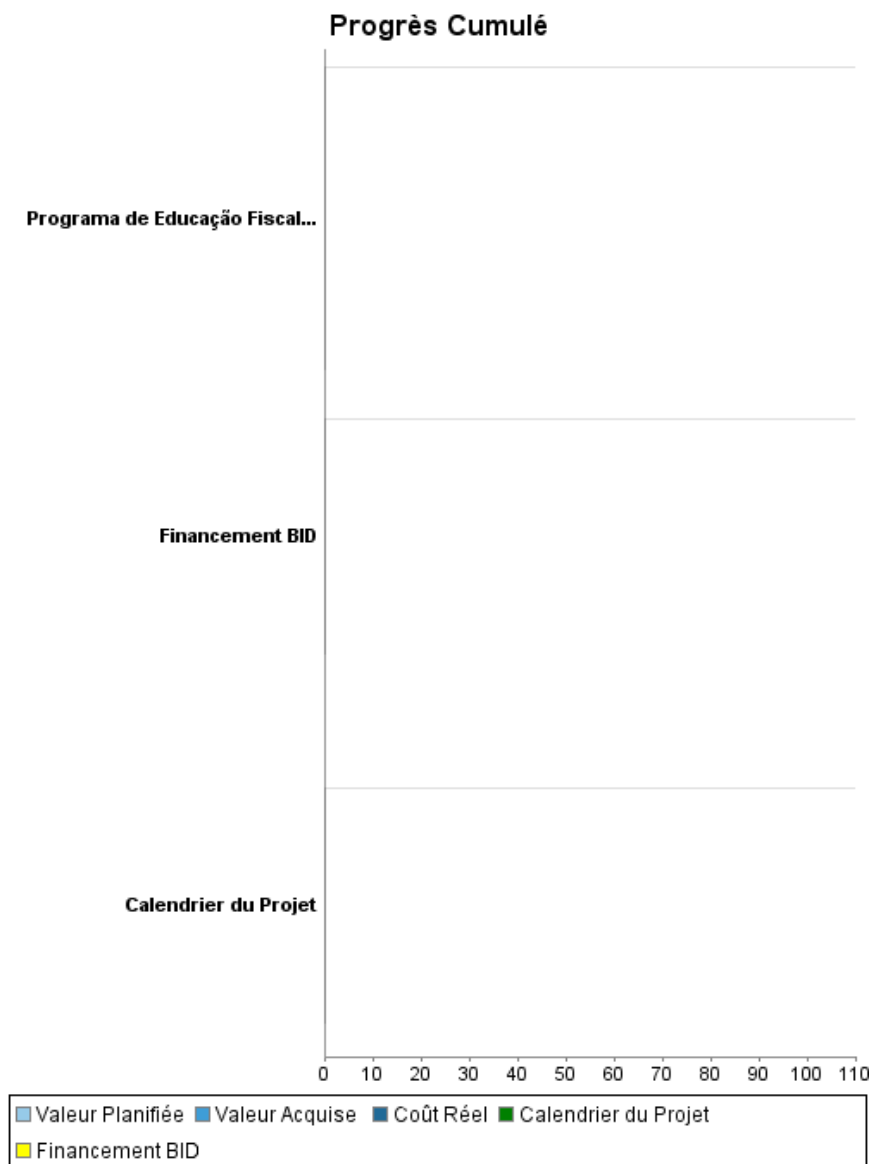 Progrès Cumulé
Programa de Educação Fiscal...
Financement BID
Calendrier du Projet
0 10 20 30 40 50 60 70 80 90 100 110
Valeur Planifiée Valeur Acquise Coût Réel Calendrier du Projet
Financement BID